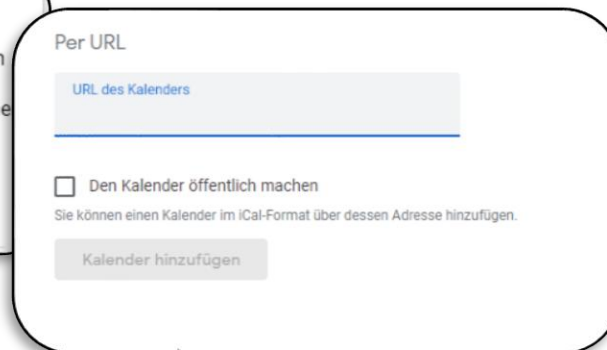 Per URL
URL des Kalenders
Den Kalender öffentlich machen
Sie können einen Kalender im iCal-Format über dessen Adresse hinzufügen.
Kalender hinzufügen